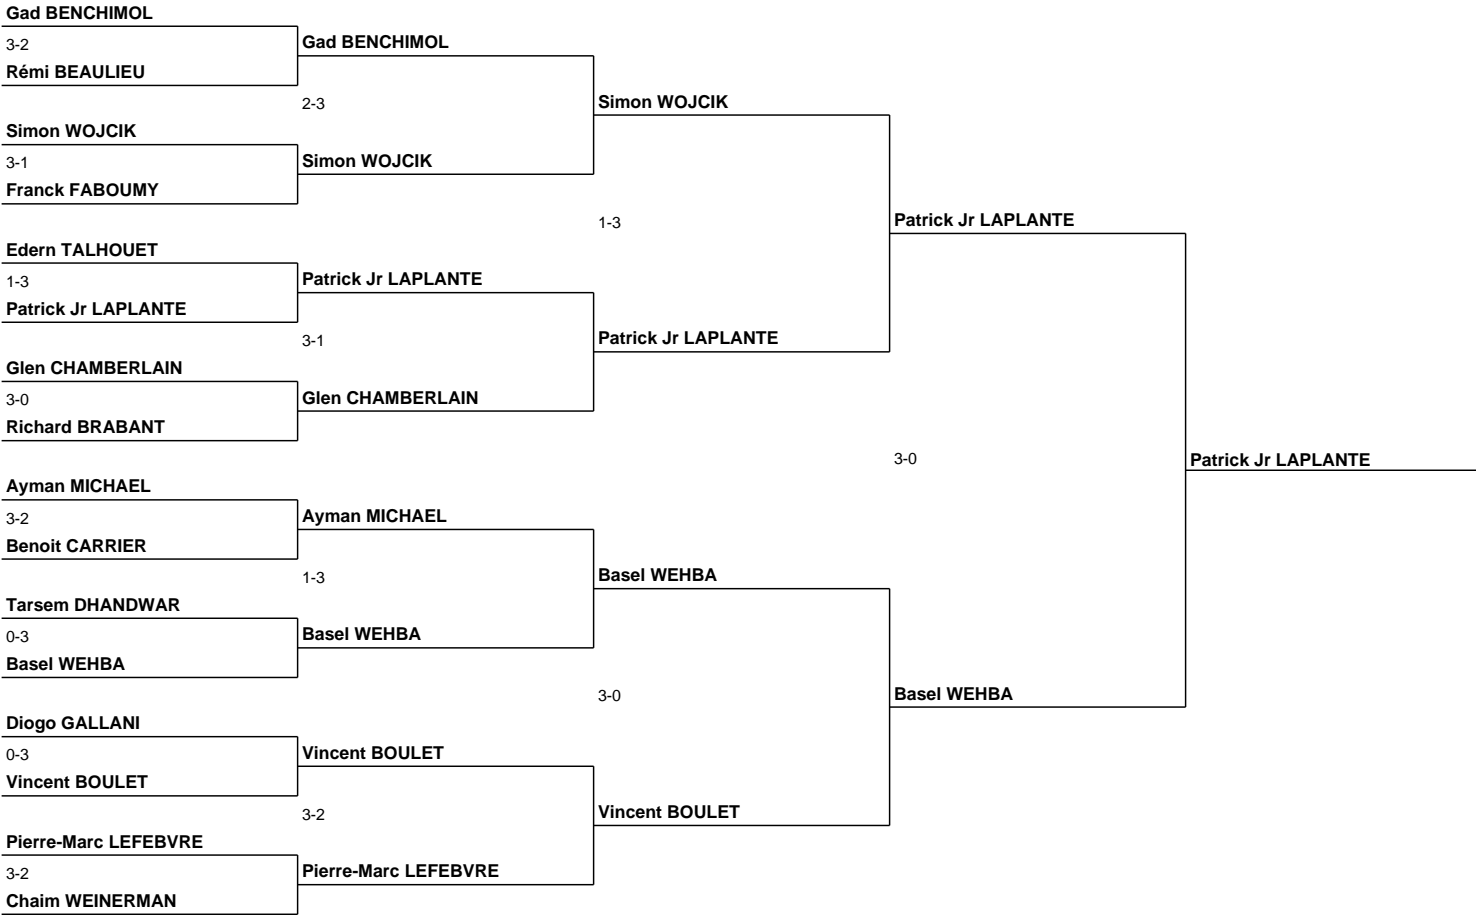 Gad BENCHIMOL
3-2
Rémi BEAULIEU
Simon WOJCIK
3-1
Franck FABOUMY
Edern TALHOUET
1-3
Patrick Jr LAPLANTE
Glen CHAMBERLAIN
3-0
Richard BRABANT
Ayman MICHAEL
3-2
Benoit CARRIER
Tarsem DHANDWAR
0-3
Basel WEHBA
Diogo GALLANI
0-3
Vincent BOULET
Pierre-Marc LEFEBVRE
3-2
Chaim WEINERMAN
Gad BENCHIMOL
2-3
Simon WOJCIK
Patrick Jr LAPLANTE
3-1
Glen CHAMBERLAIN
Ayman MICHAEL
1-3
Basel WEHBA
Vincent BOULET
3-2
Pierre-Marc LEFEBVRE
Simon WOJCIK
1-3
Patrick Jr LAPLANTE
Basel WEHBA
3-0
Vincent BOULET
Patrick Jr LAPLANTE
3-0
Basel WEHBA
Patrick Jr LAPLANTE